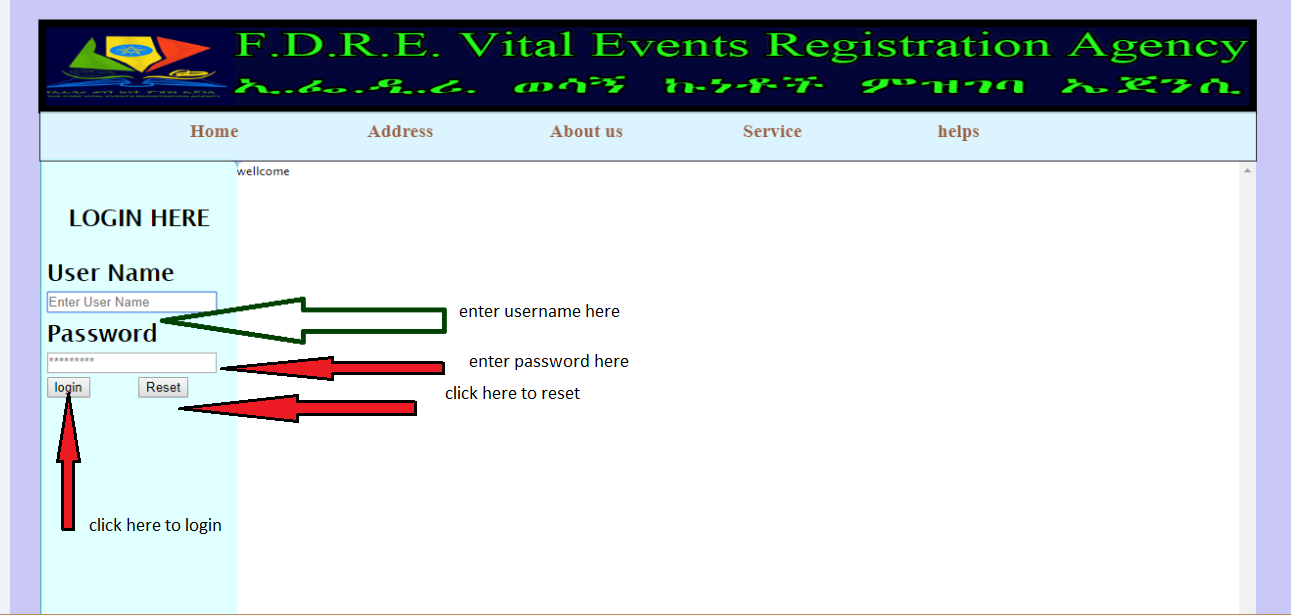 F.D.R.E. Vital Events Registration Agency
ኢ.ፌ.ዲ.ሪ. ወሳኝ ኩነቶች ምዝገባ ኤጀንሲ
Home Address About us Service helps
wellcome
LOGIN HERE
User Name
Enter User Name
enter username here
Password
enter password here
*********
login Reset
click here to reset
click here to login